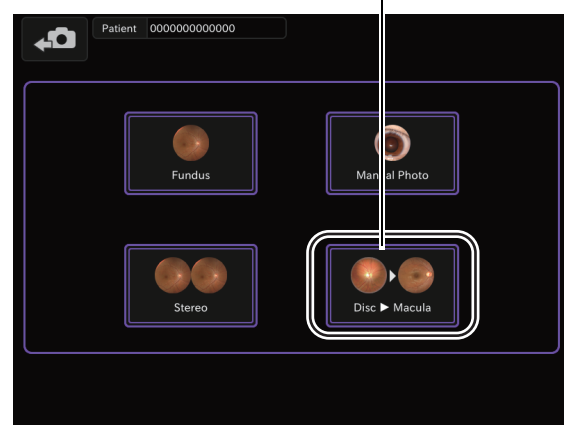 Patient 0000000000000
Fundus
Manual Photo
Stereo
Disc ▶ Macula